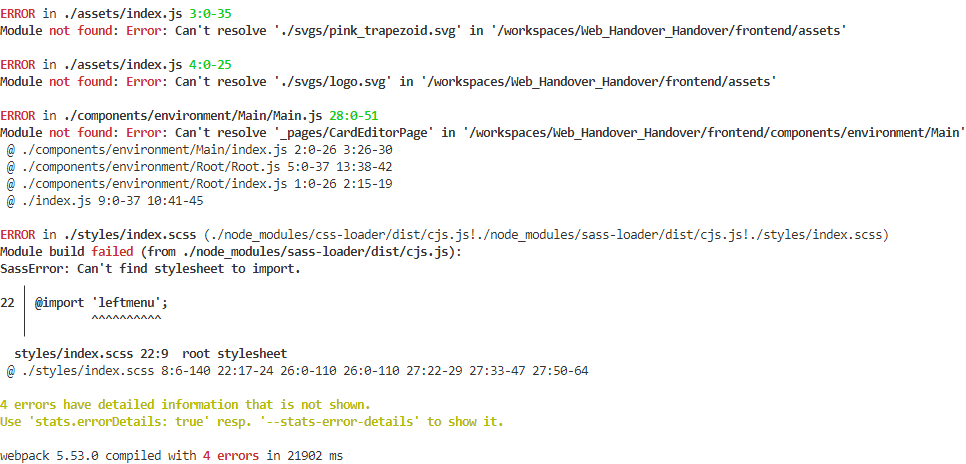 ERROR in ./assets/index.js 3:0-35
Module not found: Error: Can't resolve './svgs/pink_trapezoid.svg' in '/workspaces/Web_Handover_Handover/frontend/assets'
ERROR in ./assets/index.js 4:0-25
Module not found: Error: Can't resolve './svgs/logo.svg' in '/workspaces/Web_Handover_Handover/frontend/assets'
ERROR in ./components/environment/Main/Main.js 28:0-51
Module not found: Error: Can't resolve '_pages/CardEditorPage' in '/workspaces/Web_Handover_Handover/frontend/components/environment/Main'
@ ./components/environment/Main/index.js 2:0-26 3:26-30
@ ./components/environment/Root/Root.js 5:0-37 13:38-42
@ ./components/environment/Root/index.js 1:0-26 2:15-19
@ ./index.js 9:0-37 10:41-45
ERROR in ./styles/index.scss (./node_modules/css-loader/dist/cjs.js!./node_modules/sass-loader/dist/cjs.js!./styles/index.scss)
Module build failed (from ./node_modules/sass-loader/dist/cjs.js):
SassError: Can't find stylesheet to import.
22 │ @import 'leftmenu';
^^^^^^^^^^
styles/index.scss 22:9  root stylesheet
@ ./styles/index.scss 8:6-140 22:17-24 26:0-110 26:0-110 27:22-29 27:33-47 27:50-64
4 errors have detailed information that is not shown.
Use 'stats.errorDetails: true' resp. '--stats-error-details' to show it.
webpack 5.53.0 compiled with 4 errors in 21902 ms